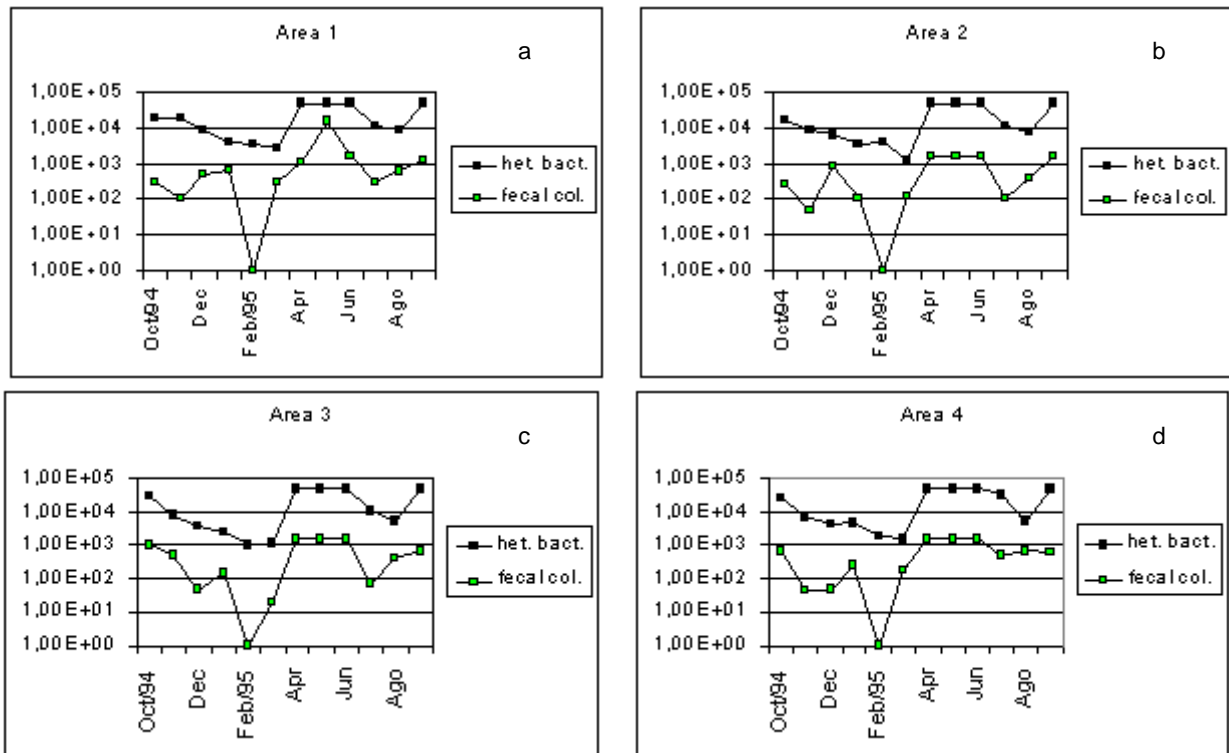 Area 1
a
1,00E+05
1,00E+04
1,00E+03
1,00E+02
1,00E+01
1,00E+00
Oct/94
Dec
Feb/95
Apr
Jun
Ago
het. bact.
fecal col.
Area 2
b
1,00E+05
1,00E+04
1,00E+03
1,00E+02
1,00E+01
1,00E+00
Oct/94
Dec
Feb/95
Apr
Jun
Ago
het. bact.
fecal col.
Area 3
c
1,00E+05
1,00E+04
1,00E+03
1,00E+02
1,00E+01
1,00E+00
Oct/94
Dec
Feb/95
Apr
Jun
Ago
het. bact.
fecal col.
Area 4
d
1,00E+05
1,00E+04
1,00E+03
1,00E+02
1,00E+01
1,00E+00
Oct/94
Dec
Feb/95
Apr
Jun
Ago
het. bact.
fecal col.